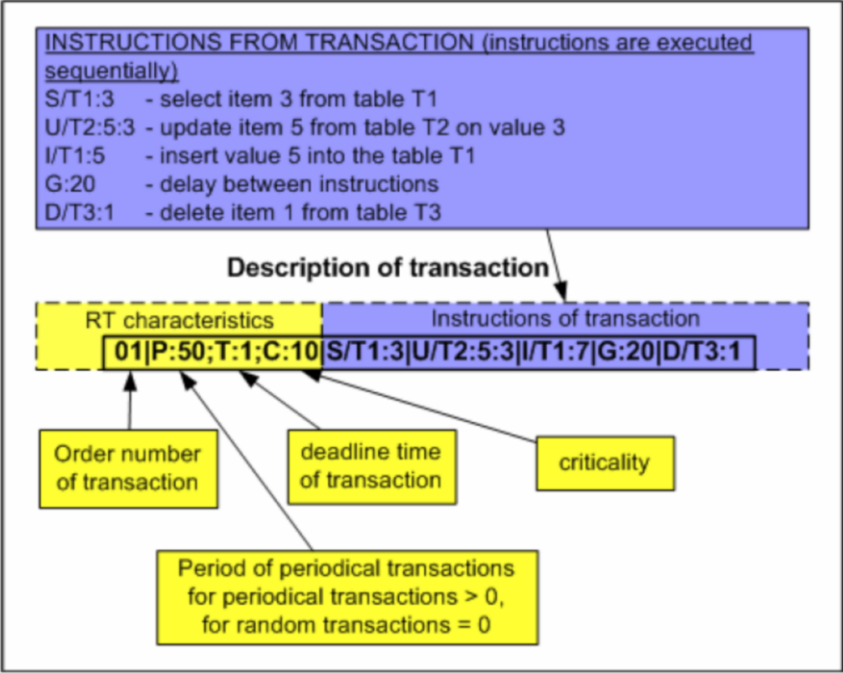 INSTRUCTIONS FROM TRANSACTION (instructions are executed
sequentially)
S/T1:3 - select item 3 from table T1
U/T2:5:3 - update item 5 from table T2 on value 3
I/T1:5 - insert value 5 into the table T1
G:20 - delay between instructions
D/T3:1 - delete item 1 from table T3
Description of transaction
RT characteristics
Instructions of transaction
01|P:50;T:1;C:10|S/T1:3|U/T2:5:3|I/T1:7|G:20|D/T3:1
Order number
of transaction
deadline time
of transaction
criticality
Period of periodical transactions
for periodical transactions > 0,
for random transactions = 0